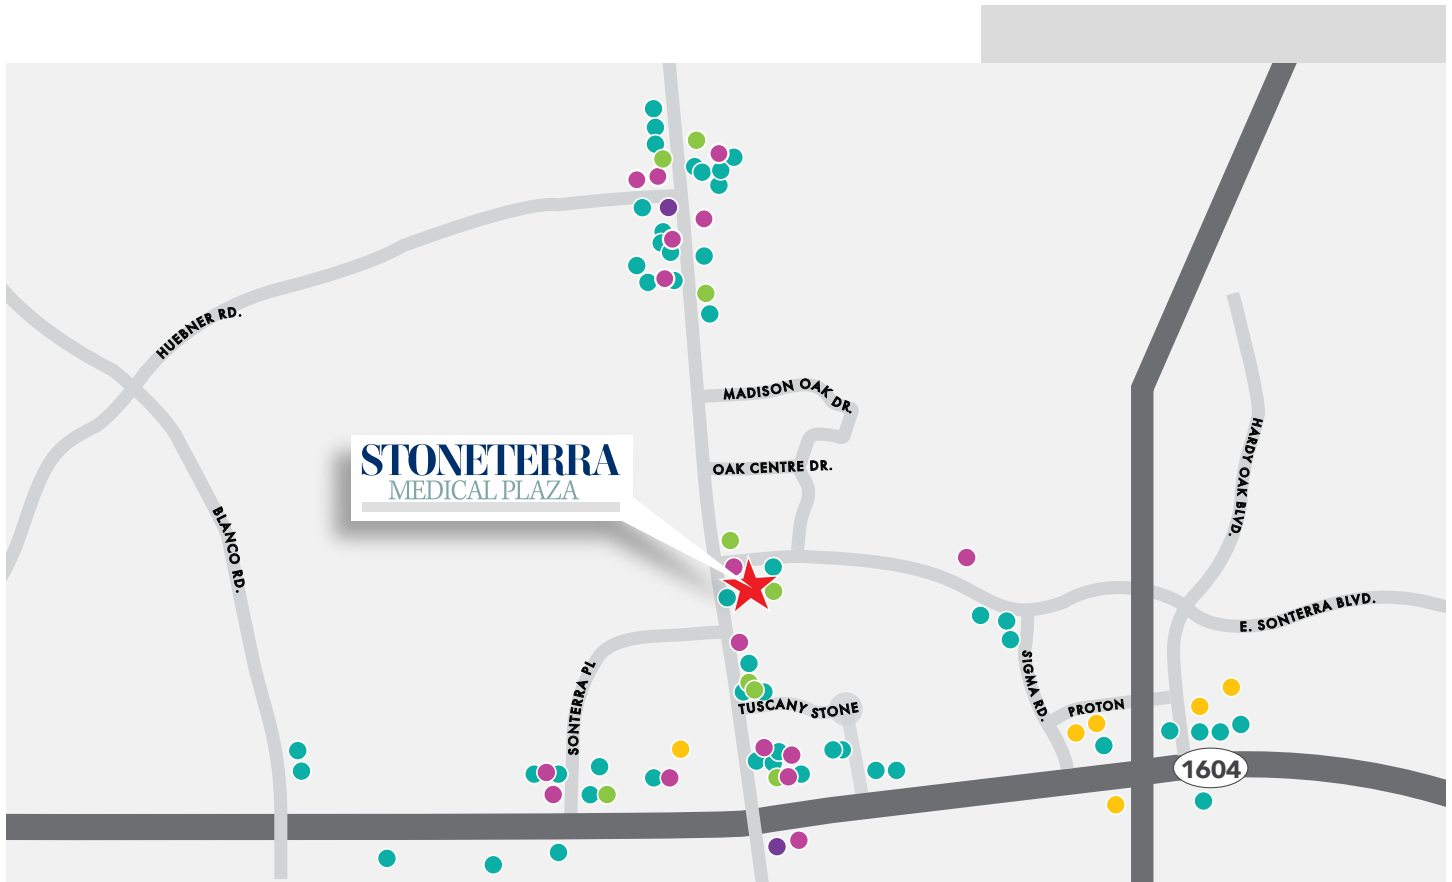 HUEBNER RD.
MADISON OAK DR.
STONETERRA
MEDICAL PLAZA
OAK CENTRE DR.
HARDY OAK BLVD.
BLANCO RD.
E. SONTERRA BLVD.
SONTERRA PL
SIGMA RD.
TUSCANY STONE
PROTON
1604